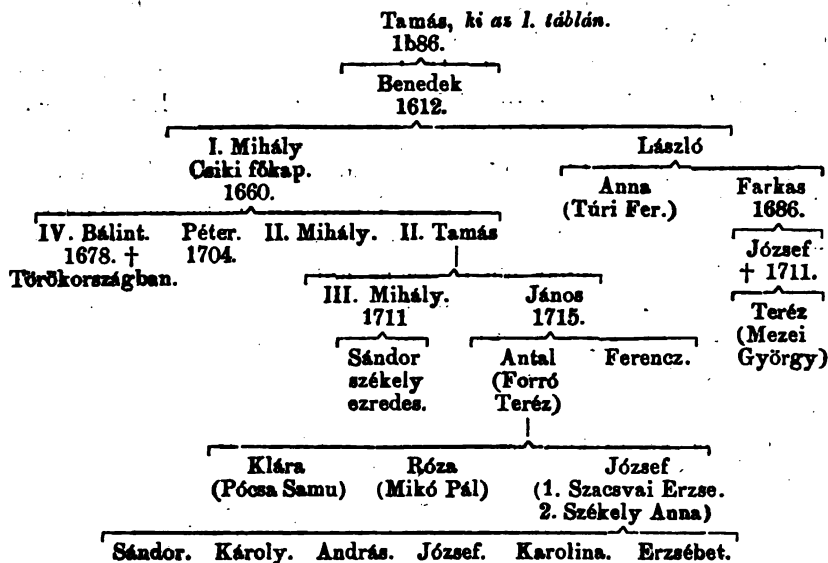 Tamás, ki az 1. táblán.
1586.
Benedek
1612.
I. Mihály László
Csiki főkap.
1660.
Anna Farkas
(Túri Fer.) 1686.
IV. Bálint. Péter. II. Mihály. II. Tamás
1678. † 1704.
Törökországban.
József
† 1711.
III. Mihály. János
1711 1715.
Teréz
(Mezei
György)
Sándor Antal Ferencz.
székely (Forró
ezredes. Teréz)
Klára Róza József
(Pócsa Samu) (Mikó Pál) (1. Szacsvai Erzse.
2. Székely Anna)
Sándor. Károly. András. József. Karolina. Erzsébet.